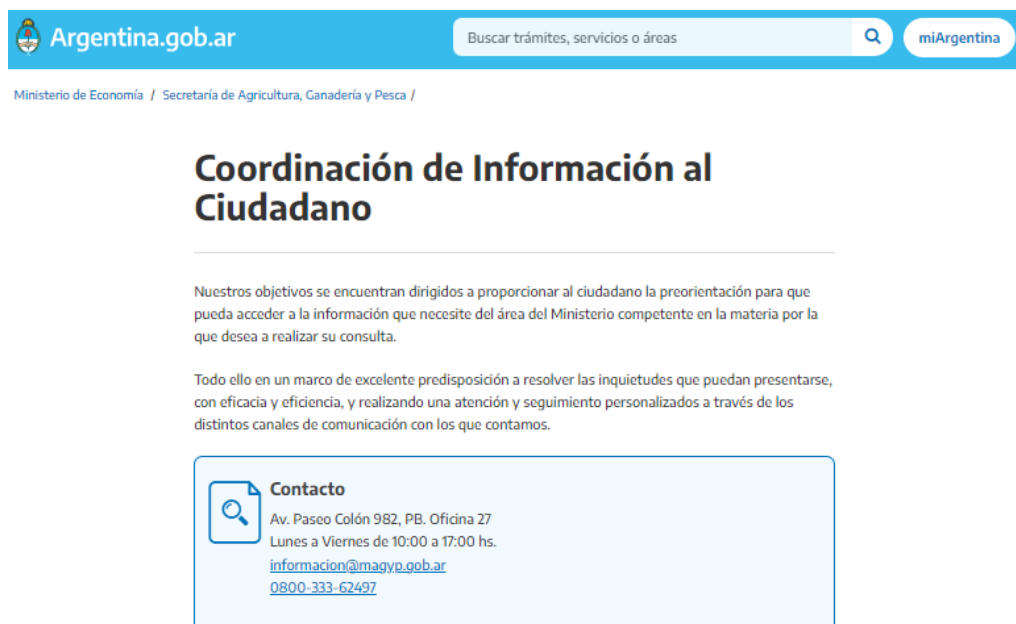 Argentina.gob.ar
Buscar trámites, servicios o áreas
miArgentina
Ministerio de Economía / Secretaría de Agricultura, Ganadería y Pesca /
Coordinación de Información al
Ciudadano
Nuestros objetivos se encuentran dirigidos a proporcionar al ciudadano la preorientación para que
pueda acceder a la información que necesite del área del Ministerio competente en la materia por la
que desea a realizar su consulta.
Todo ello en un marco de excelente predisposición a resolver las inquietudes que puedan presentarse,
con eficacia y eficiencia, y realizando una atención y seguimiento personalizados a través de los
distintos canales de comunicación con los que contamos.
Contacto
Av. Paseo Colón 982, PB. Oficina 27
Lunes a Viernes de 10:00 a 17:00 hs.
informacion@magyp.gob.ar
0800-333-62497